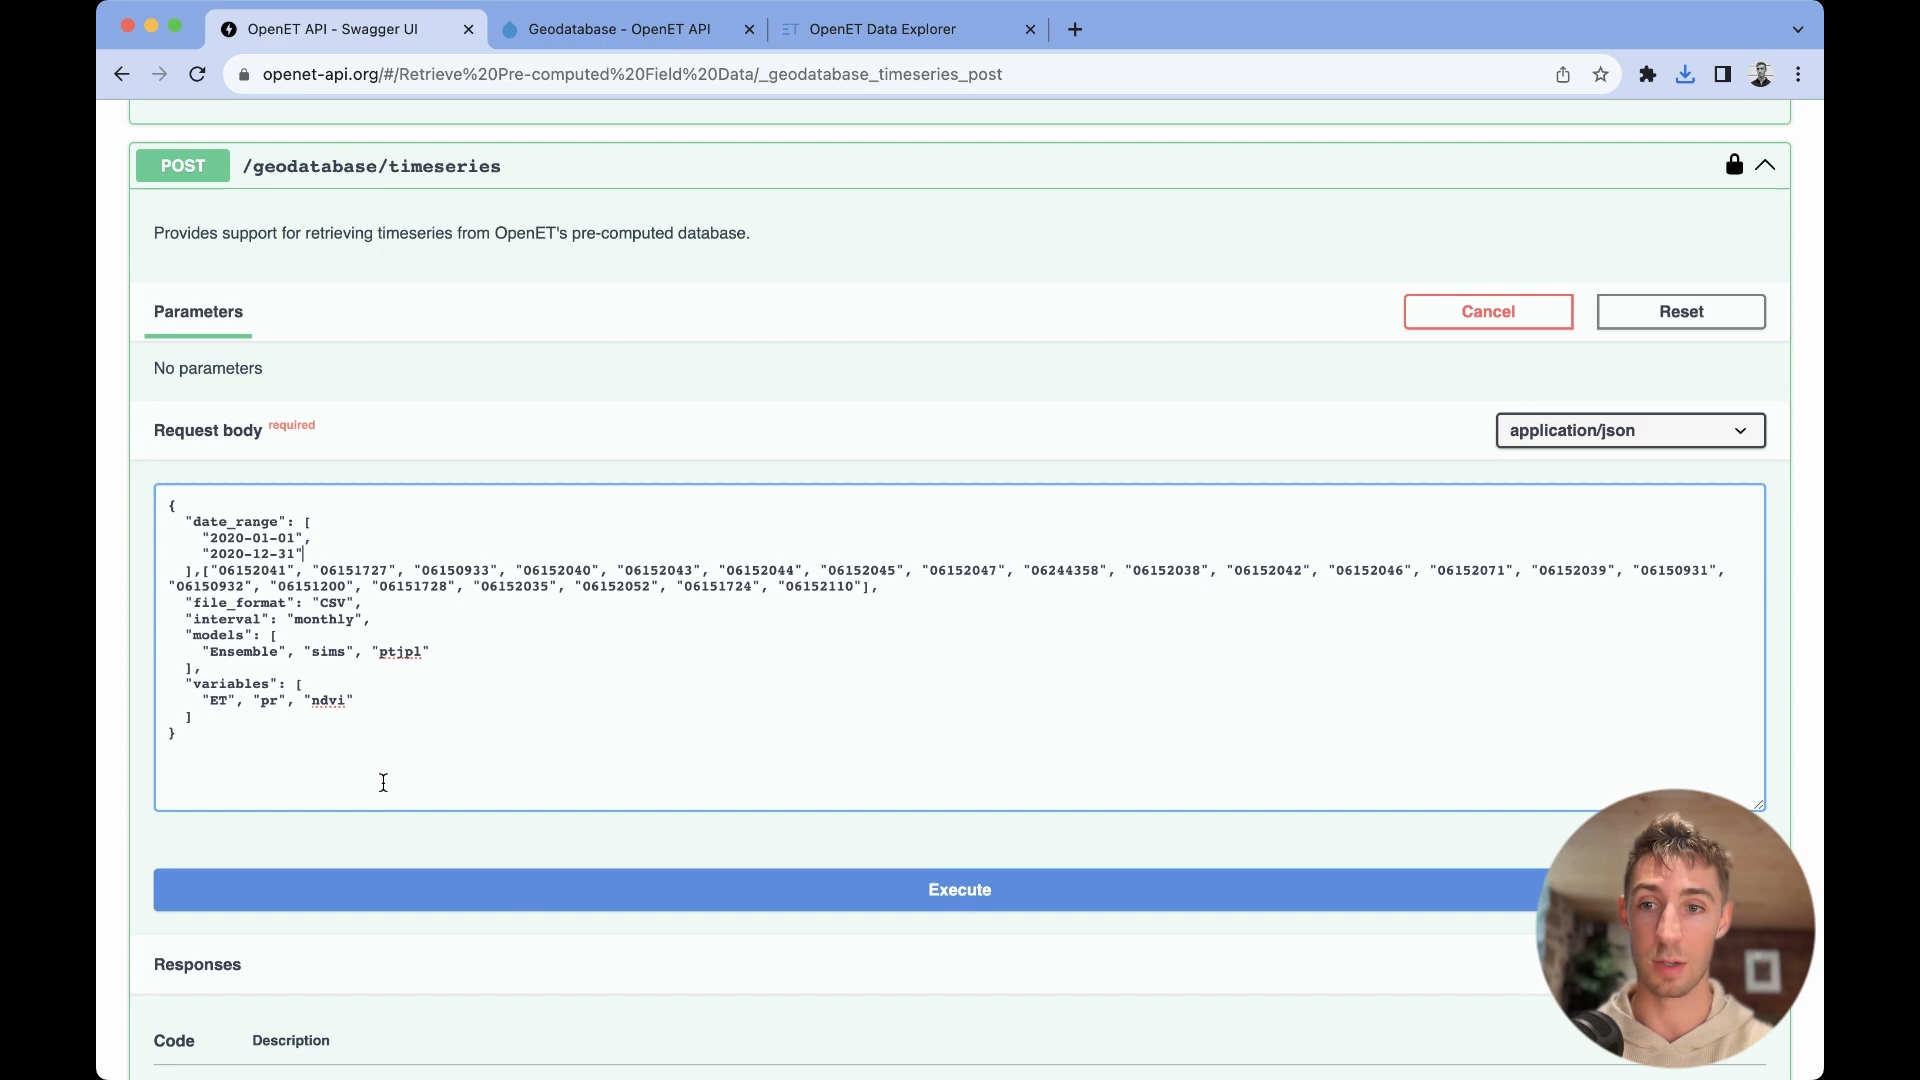 OpenET API - Swagger UI
Geodatabase - OpenET API
ET OpenET Data Explorer
openet-api.org/#/Retrieve%20Pre-computed%20Field%20Data/_geodatabase_timeseries_post
POST /geodatabase/timeseries
Provides support for retrieving timeseries from OpenET's pre-computed database.
Parameters
Cancel
Reset
No parameters
Request body required
application/json
{
"date_range": [
"2020-01-01",
"2020-12-31"
],["06152041", "06151727", "06150933", "06152040", "06152043", "06152044", "06152045", "06152047", "06244358", "06152038", "06152042", "06152046", "06152071", "06152039", "06150931",
"06150932", "06151200", "06151728", "06152035", "06152052", "06151724", "06152110"],
"file_format": "CSV",
"interval": "monthly",
"models": [
"Ensemble", "sims", "ptjpl"
],
"variables": [
"ET", "pr", "ndvi"
]
}
Execute
Responses
Code Description